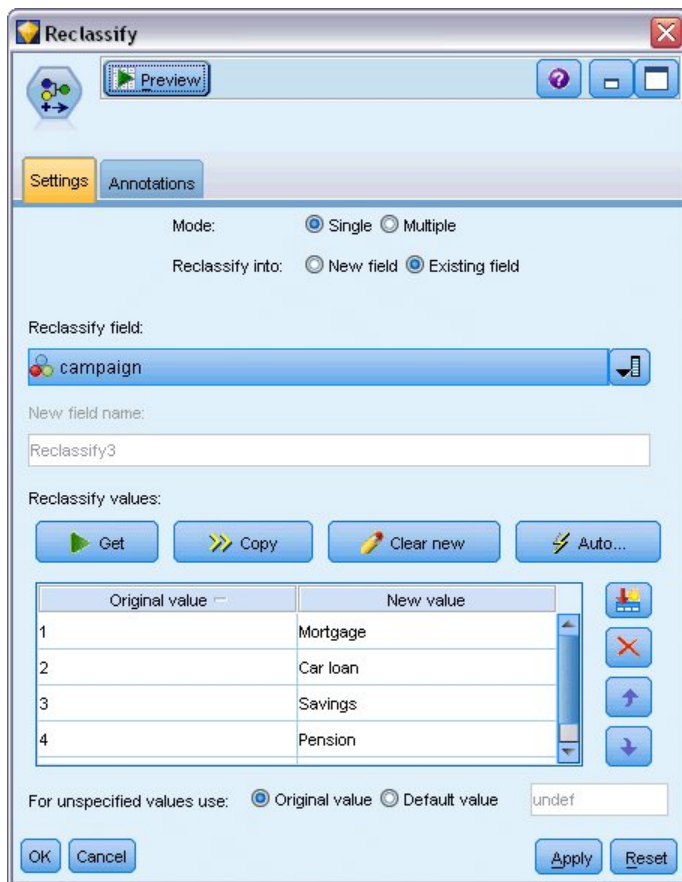 Reclassify
Preview
Settings Annotations
Mode: Single Multiple
Reclassify into: New field Existing field
Reclassify field:
campaign
New field name:
Reclassify3
Reclassify values:
Get Copy Clear new Auto...
Original value New value
1 Mortgage
2 Car loan
3 Savings
4 Pension
For unspecified values use: Original value Default value undef
OK Cancel Apply Reset